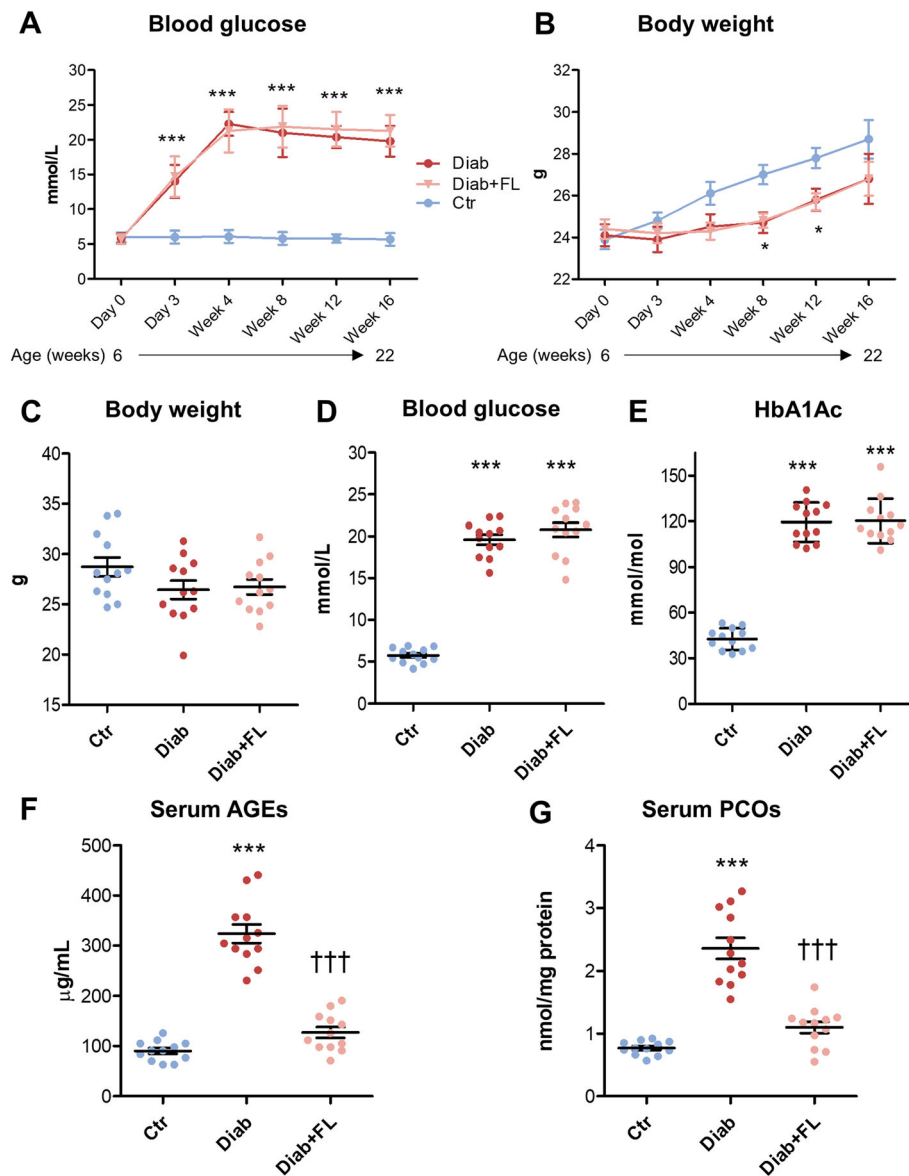 A Blood glucose
mmol/L
30
25
20
15
10
5
0
*** *** *** *** ***
Diab
Diab+FL
Ctr
Day 0 Day 3 Week 4 Week 8 Week 12 Week 16
Age (weeks) 6 22
B Body weight
g
30
28
26
24
22
* *
Day 0 Day 3 Week 4 Week 8 Week 12 Week 16
Age (weeks) 6 22
C Body weight
g
35
30
25
20
15
Ctr Diab Diab+FL
D Blood glucose
mmol/L
30
25
20
15
10
5
0
*** ***
Ctr Diab Diab+FL
E HbA1Ac
mmol/mol
150
120
90
60
30
0
*** ***
Ctr Diab Diab+FL
F Serum AGEs
µg/mL
500
400
300
200
100
0
*** †††
Ctr Diab Diab+FL
G Serum PCOs
nmol/mg protein
4
3
2
1
0
*** †††
Ctr Diab Diab+FL